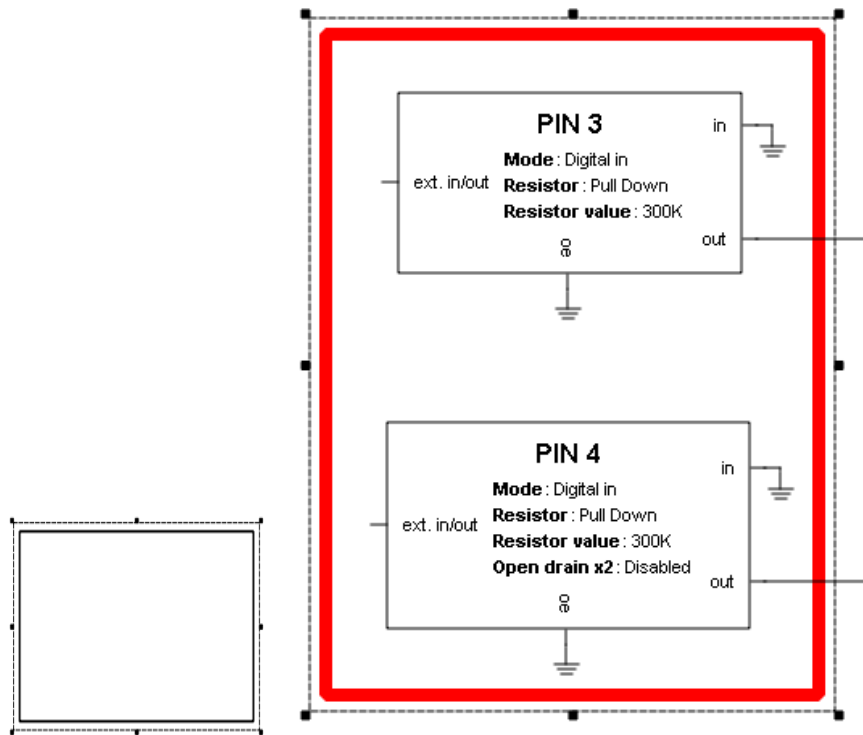 PIN 3
in
Mode : Digital in
ext. in/out
Resistor : Pull Down
Resistor value : 300K
out
oe
PIN 4
in
Mode : Digital in
Resistor : Pull Down
ext. in/out
Resistor value : 300K
Open drain x2 : Disabled
out
oe